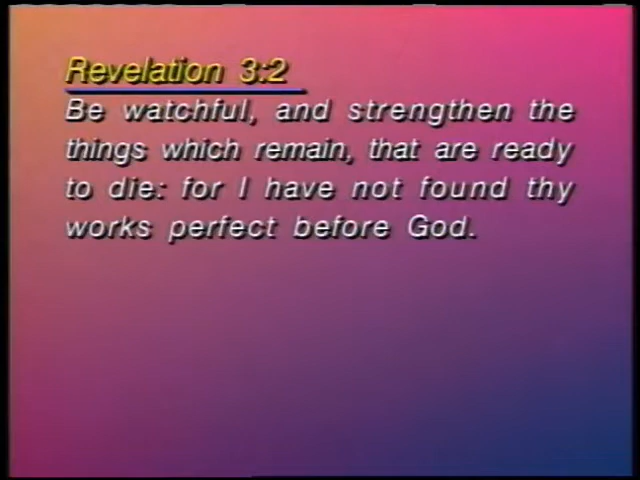 Revelation 3:2
Be watchful, and strengthen the
things which remain, that are ready
to die: for I have not found thy
works perfect before God.